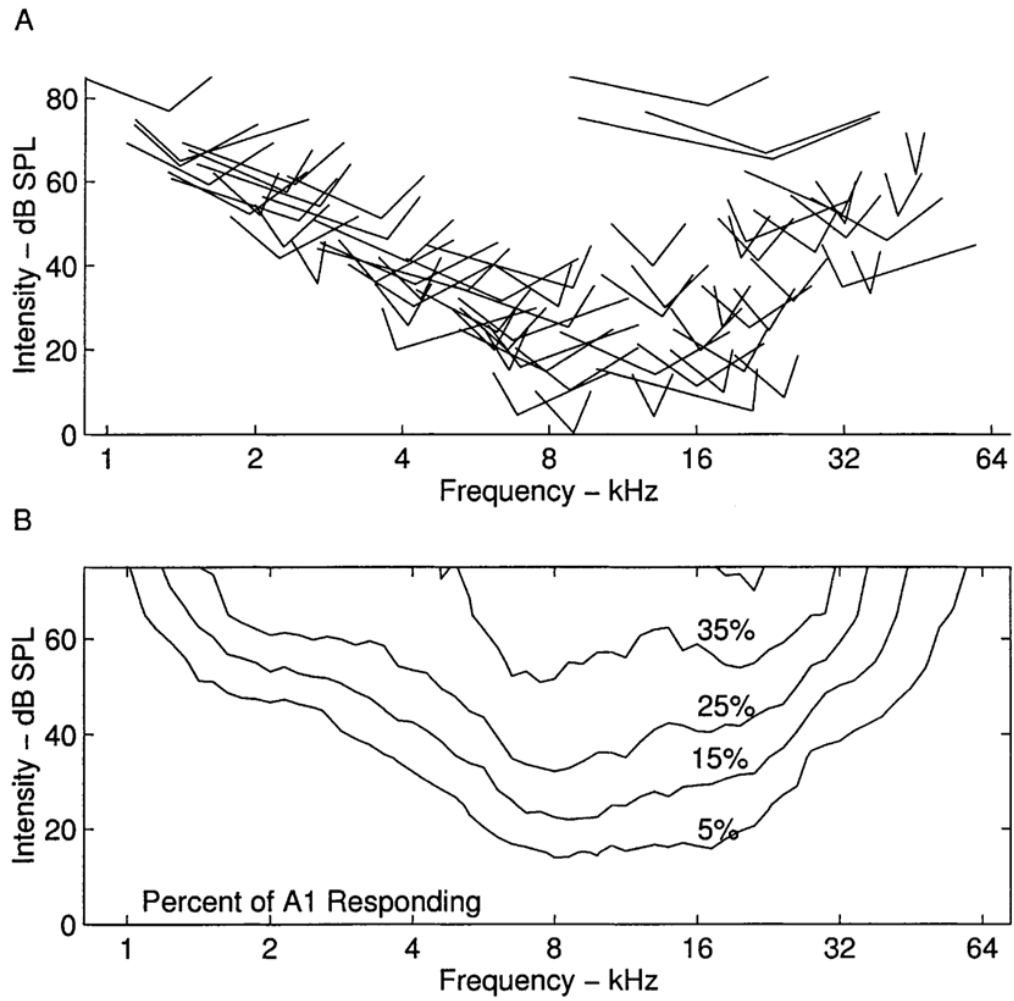 A
80
60
40
20
0
Intensity – dB SPL
1 2 4 8 16 32 64
Frequency – kHz
B
60
40
20
0
Intensity – dB SPL
35%
25%
15%
5%
Percent of A1 Responding
1 2 4 8 16 32 64
Frequency – kHz